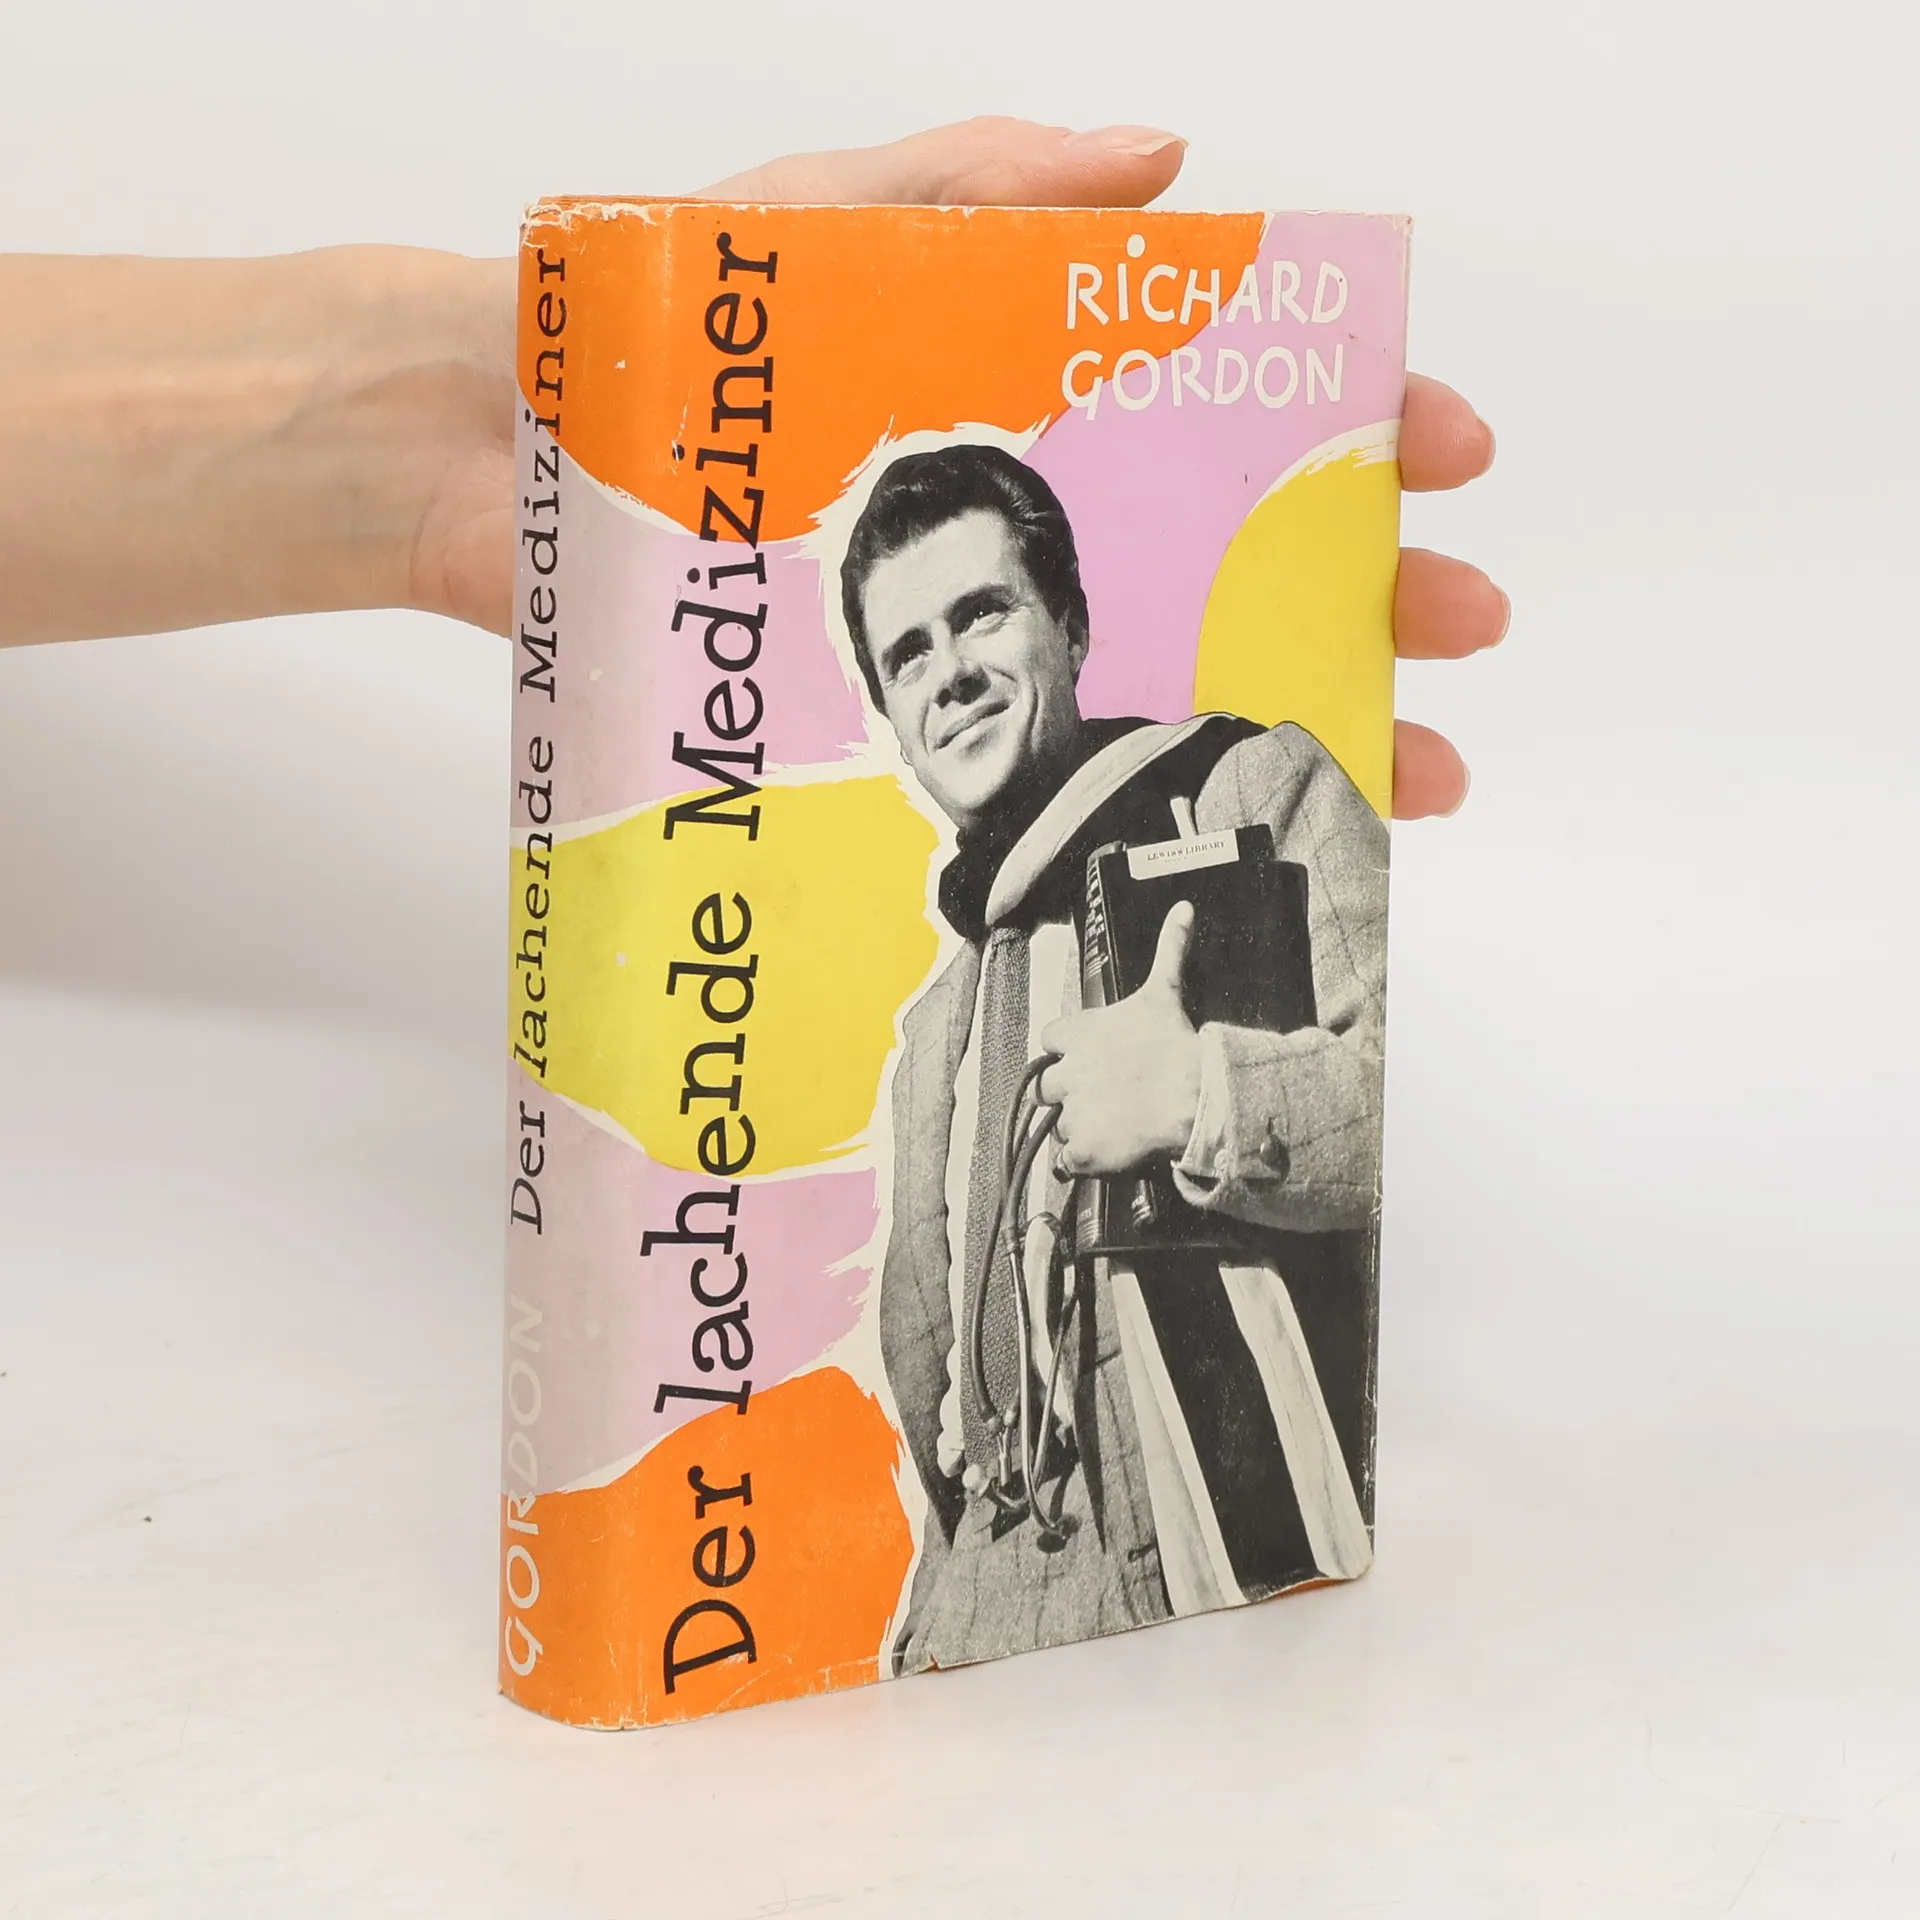 GORDON Der lachende Mediziner
Der lachende Mediziner
RICHARD
GORDON
LEWIS'S LIBRARY